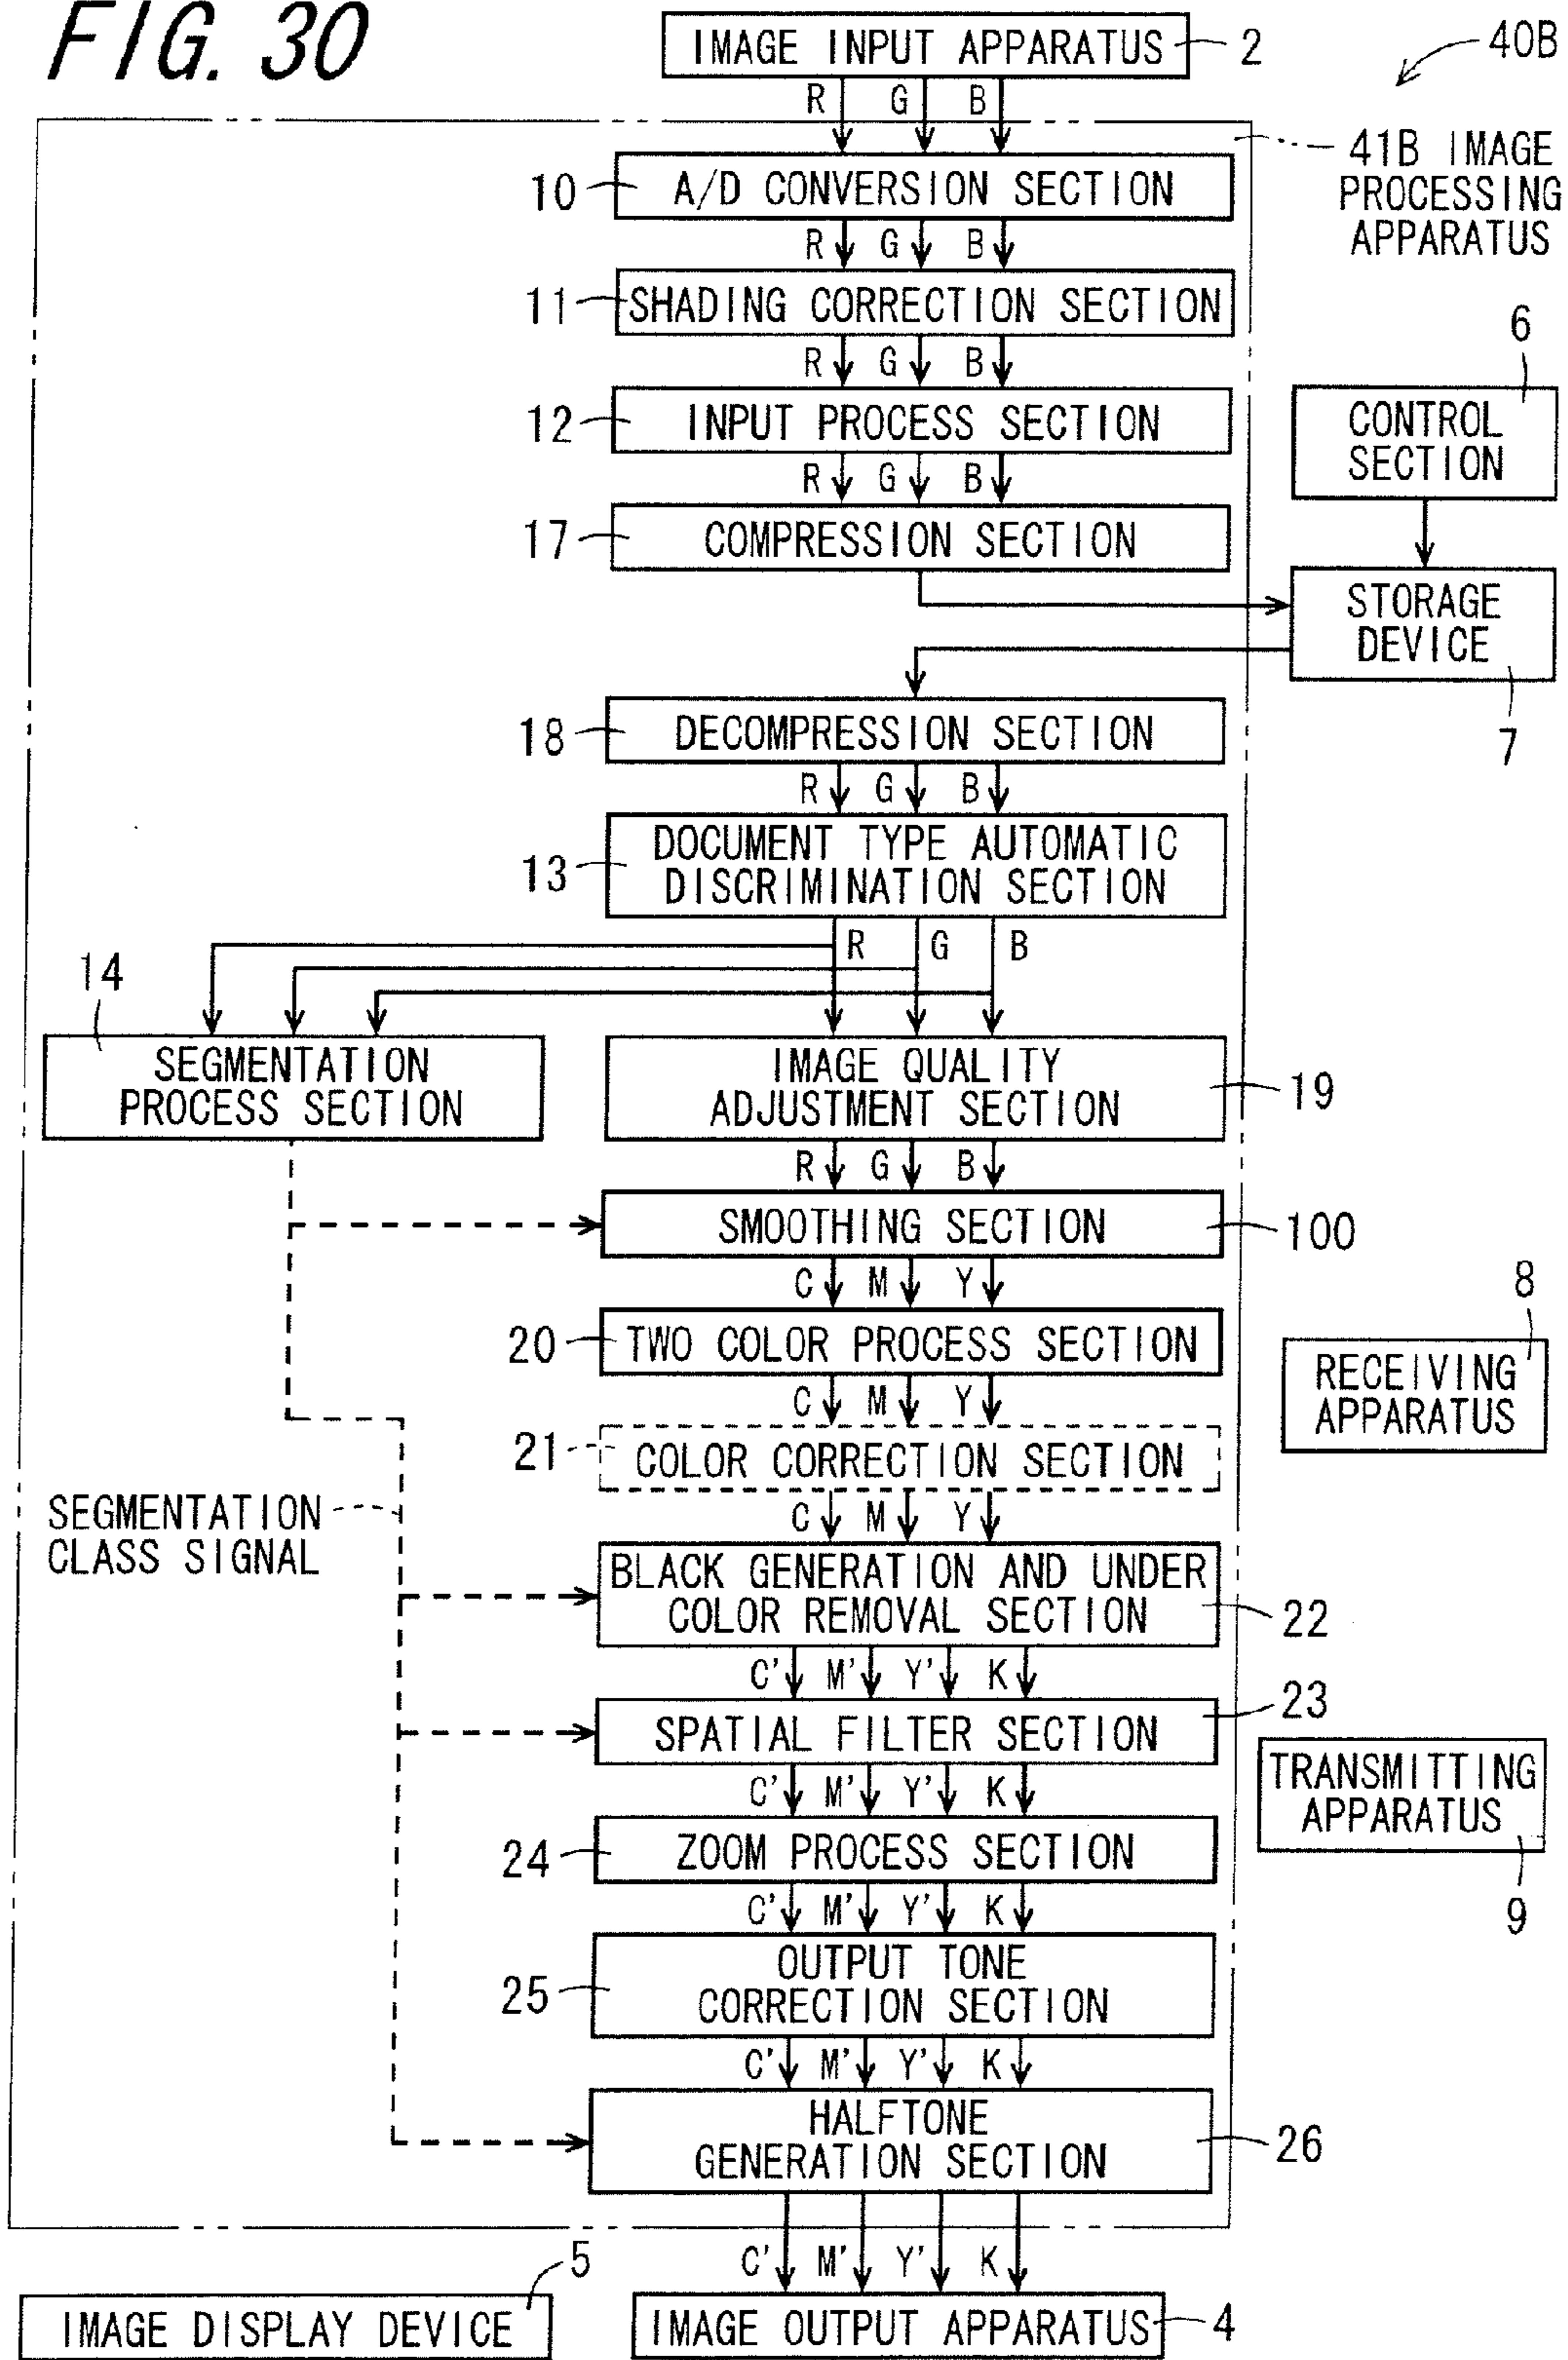 FIG. 30
IMAGE INPUT APPARATUS
2
40B
R G B
41B IMAGE
PROCESSING
APPARATUS
10
A/D CONVERSION SECTION
R G B
11
SHADING CORRECTION SECTION
R G B
6
12
INPUT PROCESS SECTION
CONTROL
SECTION
R G B
17
COMPRESSION SECTION
STORAGE
DEVICE
7
18
DECOMPRESSION SECTION
R G B
13
DOCUMENT TYPE AUTOMATIC
DISCRIMINATION SECTION
R G B
14
SEGMENTATION
PROCESS SECTION
IMAGE QUALITY
ADJUSTMENT SECTION
19
R G B
SMOOTHING SECTION
100
C M Y
8
20
TWO COLOR PROCESS SECTION
RECEIVING
APPARATUS
C M Y
21
COLOR CORRECTION SECTION
SEGMENTATION
CLASS SIGNAL
C M Y
BLACK GENERATION AND UNDER
COLOR REMOVAL SECTION
22
C' M' Y' K
23
SPATIAL FILTER SECTION
TRANSMITTING
APPARATUS
9
C' M' Y' K
24
ZOOM PROCESS SECTION
C' M' Y' K
25
OUTPUT TONE
CORRECTION SECTION
C' M' Y' K
HALFTONE
GENERATION SECTION
26
C' M' Y' K
5
IMAGE DISPLAY DEVICE
IMAGE OUTPUT APPARATUS
4